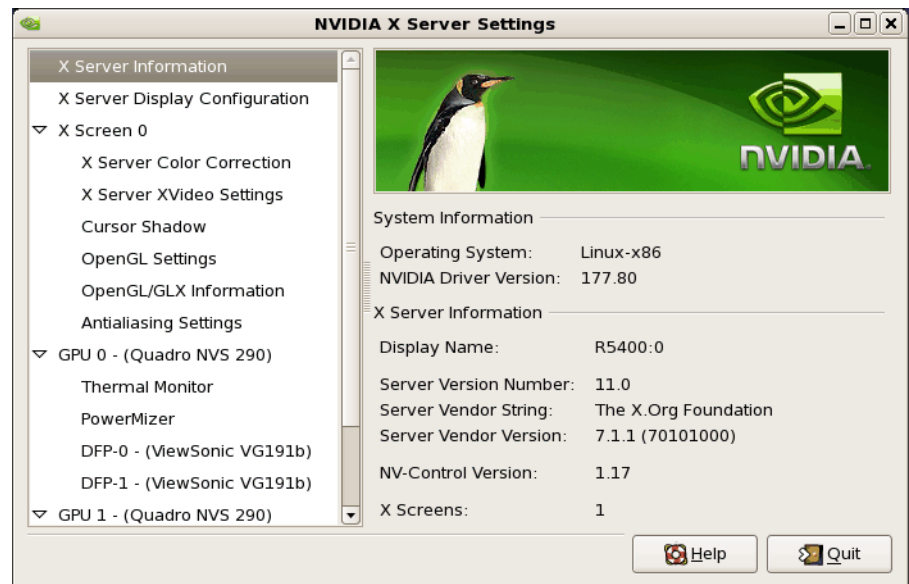 NVIDIA X Server Settings
X Server Information
X Server Display Configuration
X Screen 0
X Server Color Correction
X Server XVideo Settings
Cursor Shadow
OpenGL Settings
OpenGL/GLX Information
Antialiasing Settings
GPU 0 - (Quadro NVS 290)
Thermal Monitor
PowerMizer
DFP-0 - (ViewSonic VG191b)
DFP-1 - (ViewSonic VG191b)
GPU 1 - (Quadro NVS 290)
NVIDIA.
System Information
Operating System: Linux-x86
NVIDIA Driver Version: 177.80
X Server Information
Display Name: R5400:0
Server Version Number: 11.0
Server Vendor String: The X.Org Foundation
Server Vendor Version: 7.1.1 (70101000)
NV-Control Version: 1.17
X Screens: 1
Help
Quit